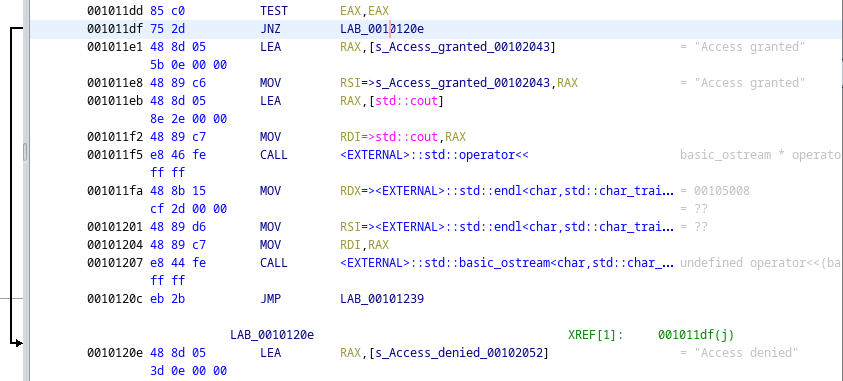 001011dd 85 c0 TEST EAX,EAX
001011df 75 2d JNZ LAB_0010120e
001011e1 48 8d 05 LEA RAX,[s_Access_granted_00102043] = "Access granted"
5b 0e 00 00
001011e8 48 89 c6 MOV RSI=>s_Access_granted_00102043,RAX = "Access granted"
001011eb 48 8d 05 LEA RAX,[std::cout]
8e 2e 00 00
001011f2 48 89 c7 MOV RDI=>std::cout,RAX
001011f5 e8 46 fe CALL <EXTERNAL>::std::operator<< basic_ostream * operato
ff ff
001011fa 48 8b 15 MOV RDX=><EXTERNAL>::std::endl<char,std::char_trai... = 00105008
cf 2d 00 00 = ??
00101201 48 89 d6 MOV RSI=><EXTERNAL>::std::endl<char,std::char_trai... = ??
00101204 48 89 c7 MOV RDI,RAX
00101207 e8 44 fe CALL <EXTERNAL>::std::basic_ostream<char,std::char_... undefined operator<<(ba
ff ff
0010120c eb 2b JMP LAB_00101239
LAB_0010120e XREF[1]: 001011df(j)
0010120e 48 8d 05 LEA RAX,[s_Access_denied_00102052] = "Access denied"
3d 0e 00 00